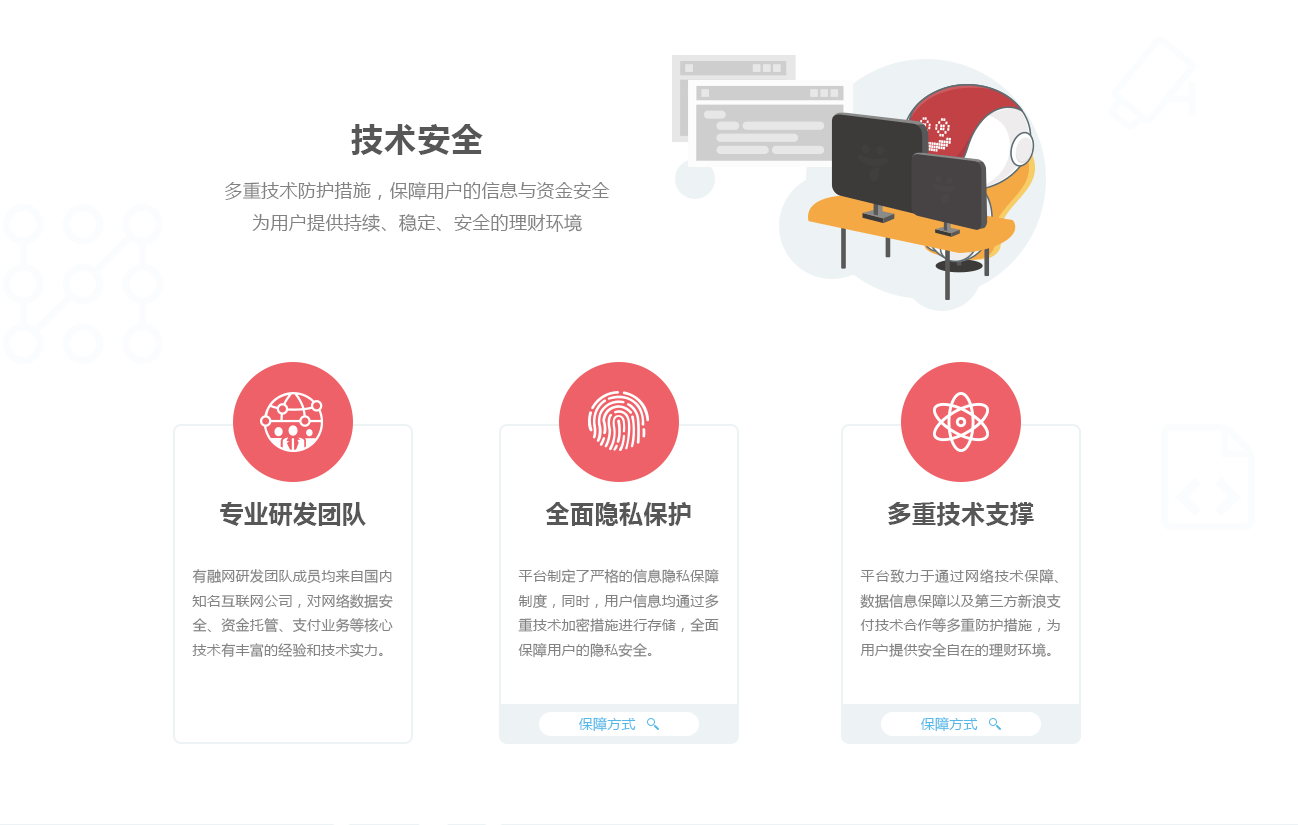 技术安全
多重技术防护措施，保障用户的信息与资金安全
为用户提供持续、稳定、安全的理财环境
专业研发团队
有融网研发团队成员均来自国内
知名互联网公司，对网络数据安
全、资金托管、支付业务等核心
技术有丰富的经验和技术实力。
全面隐私保护
平台制定了严格的信息隐私保障
制度，同时，用户信息均通过多
重技术加密措施进行存储，全面
保障用户的隐私安全。
保障方式
多重技术支撑
平台致力于通过网络技术保障、
数据信息保障以及第三方新浪支
付技术合作等多重防护措施，为
用户提供安全自在的理财环境。
保障方式